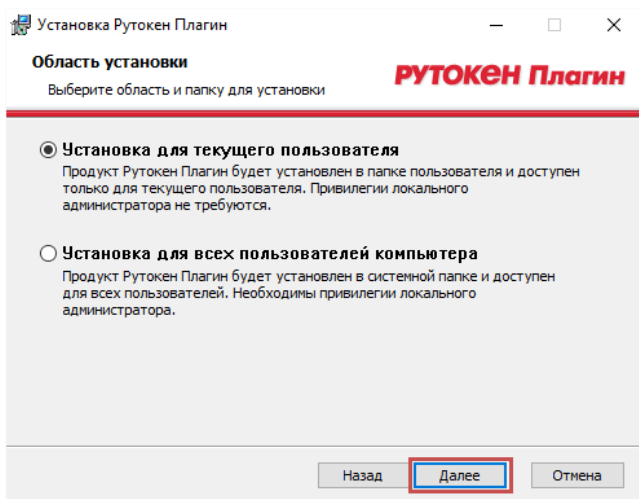 Установка Рутокен Плагин
Область установки
Выберите область и папку для установки
РУТОКЕН Плагин
Установка для текущего пользователя
Продукт Рутокен Плагин будет установлен в папке пользователя и доступен
только для текущего пользователя. Привилегии локального
администратора не требуются.
Установка для всех пользователей компьютера
Продукт Рутокен Плагин будет установлен в системной папке и доступен
для всех пользователей. Необходимы привилегии локального
администратора.
Назад
Далее
Отмена